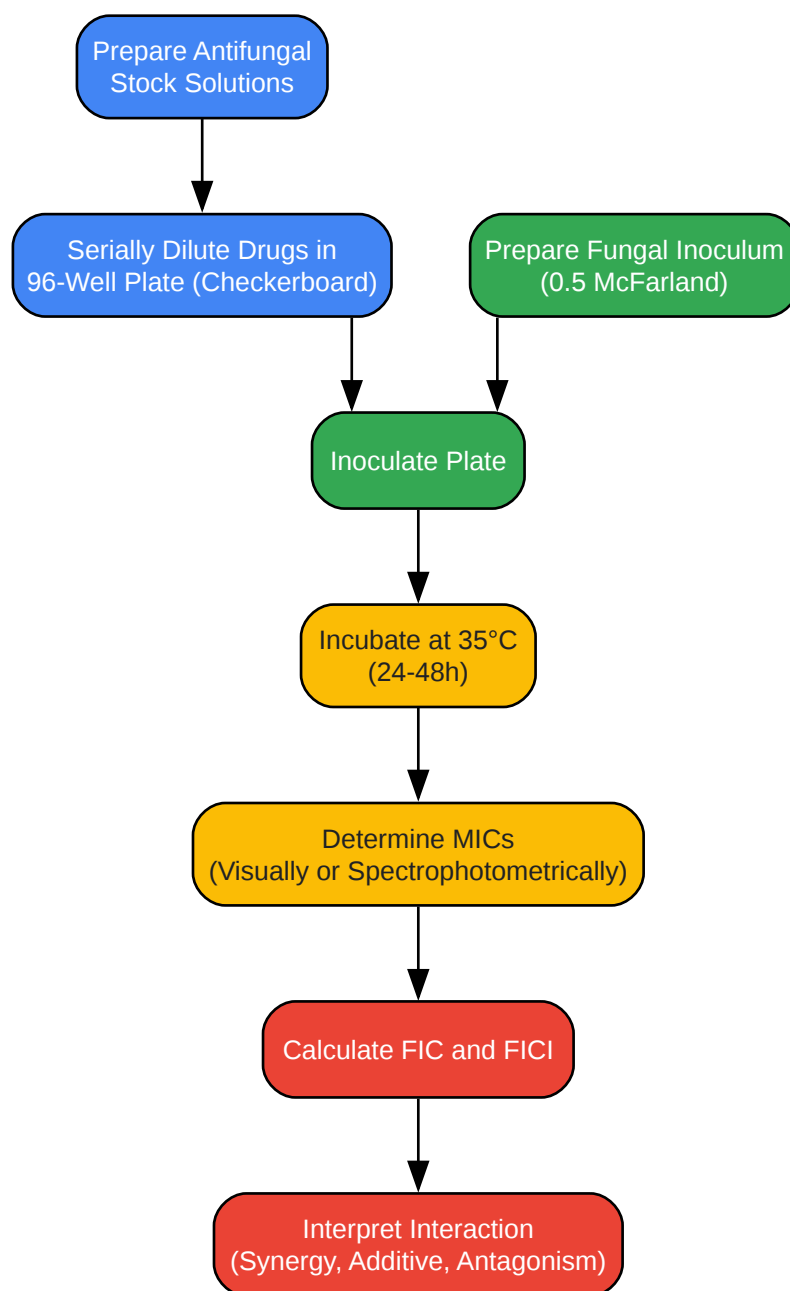 Prepare Antifungal
Stock Solutions
Serially Dilute Drugs in
96-Well Plate (Checkerboard)
Prepare Fungal Inoculum
(0.5 McFarland)
Inoculate Plate
Incubate at 35°C
(24-48h)
Determine MICs
(Visually or Spectrophotometrically)
Calculate FIC and FICI
Interpret Interaction
(Synergy, Additive, Antagonism)